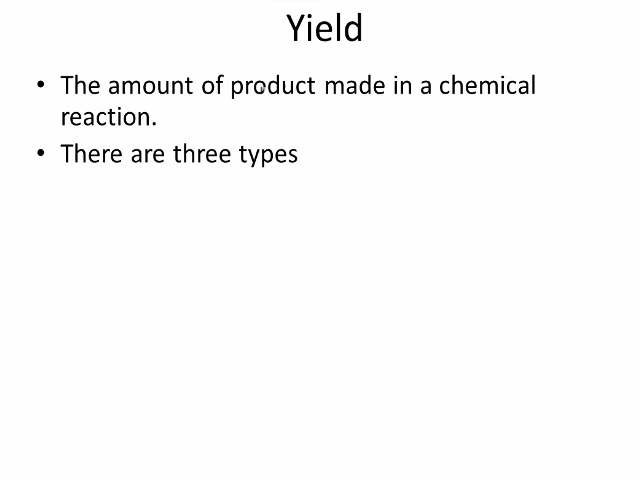 Yield
• The amount of product made in a chemical
reaction.
• There are three types